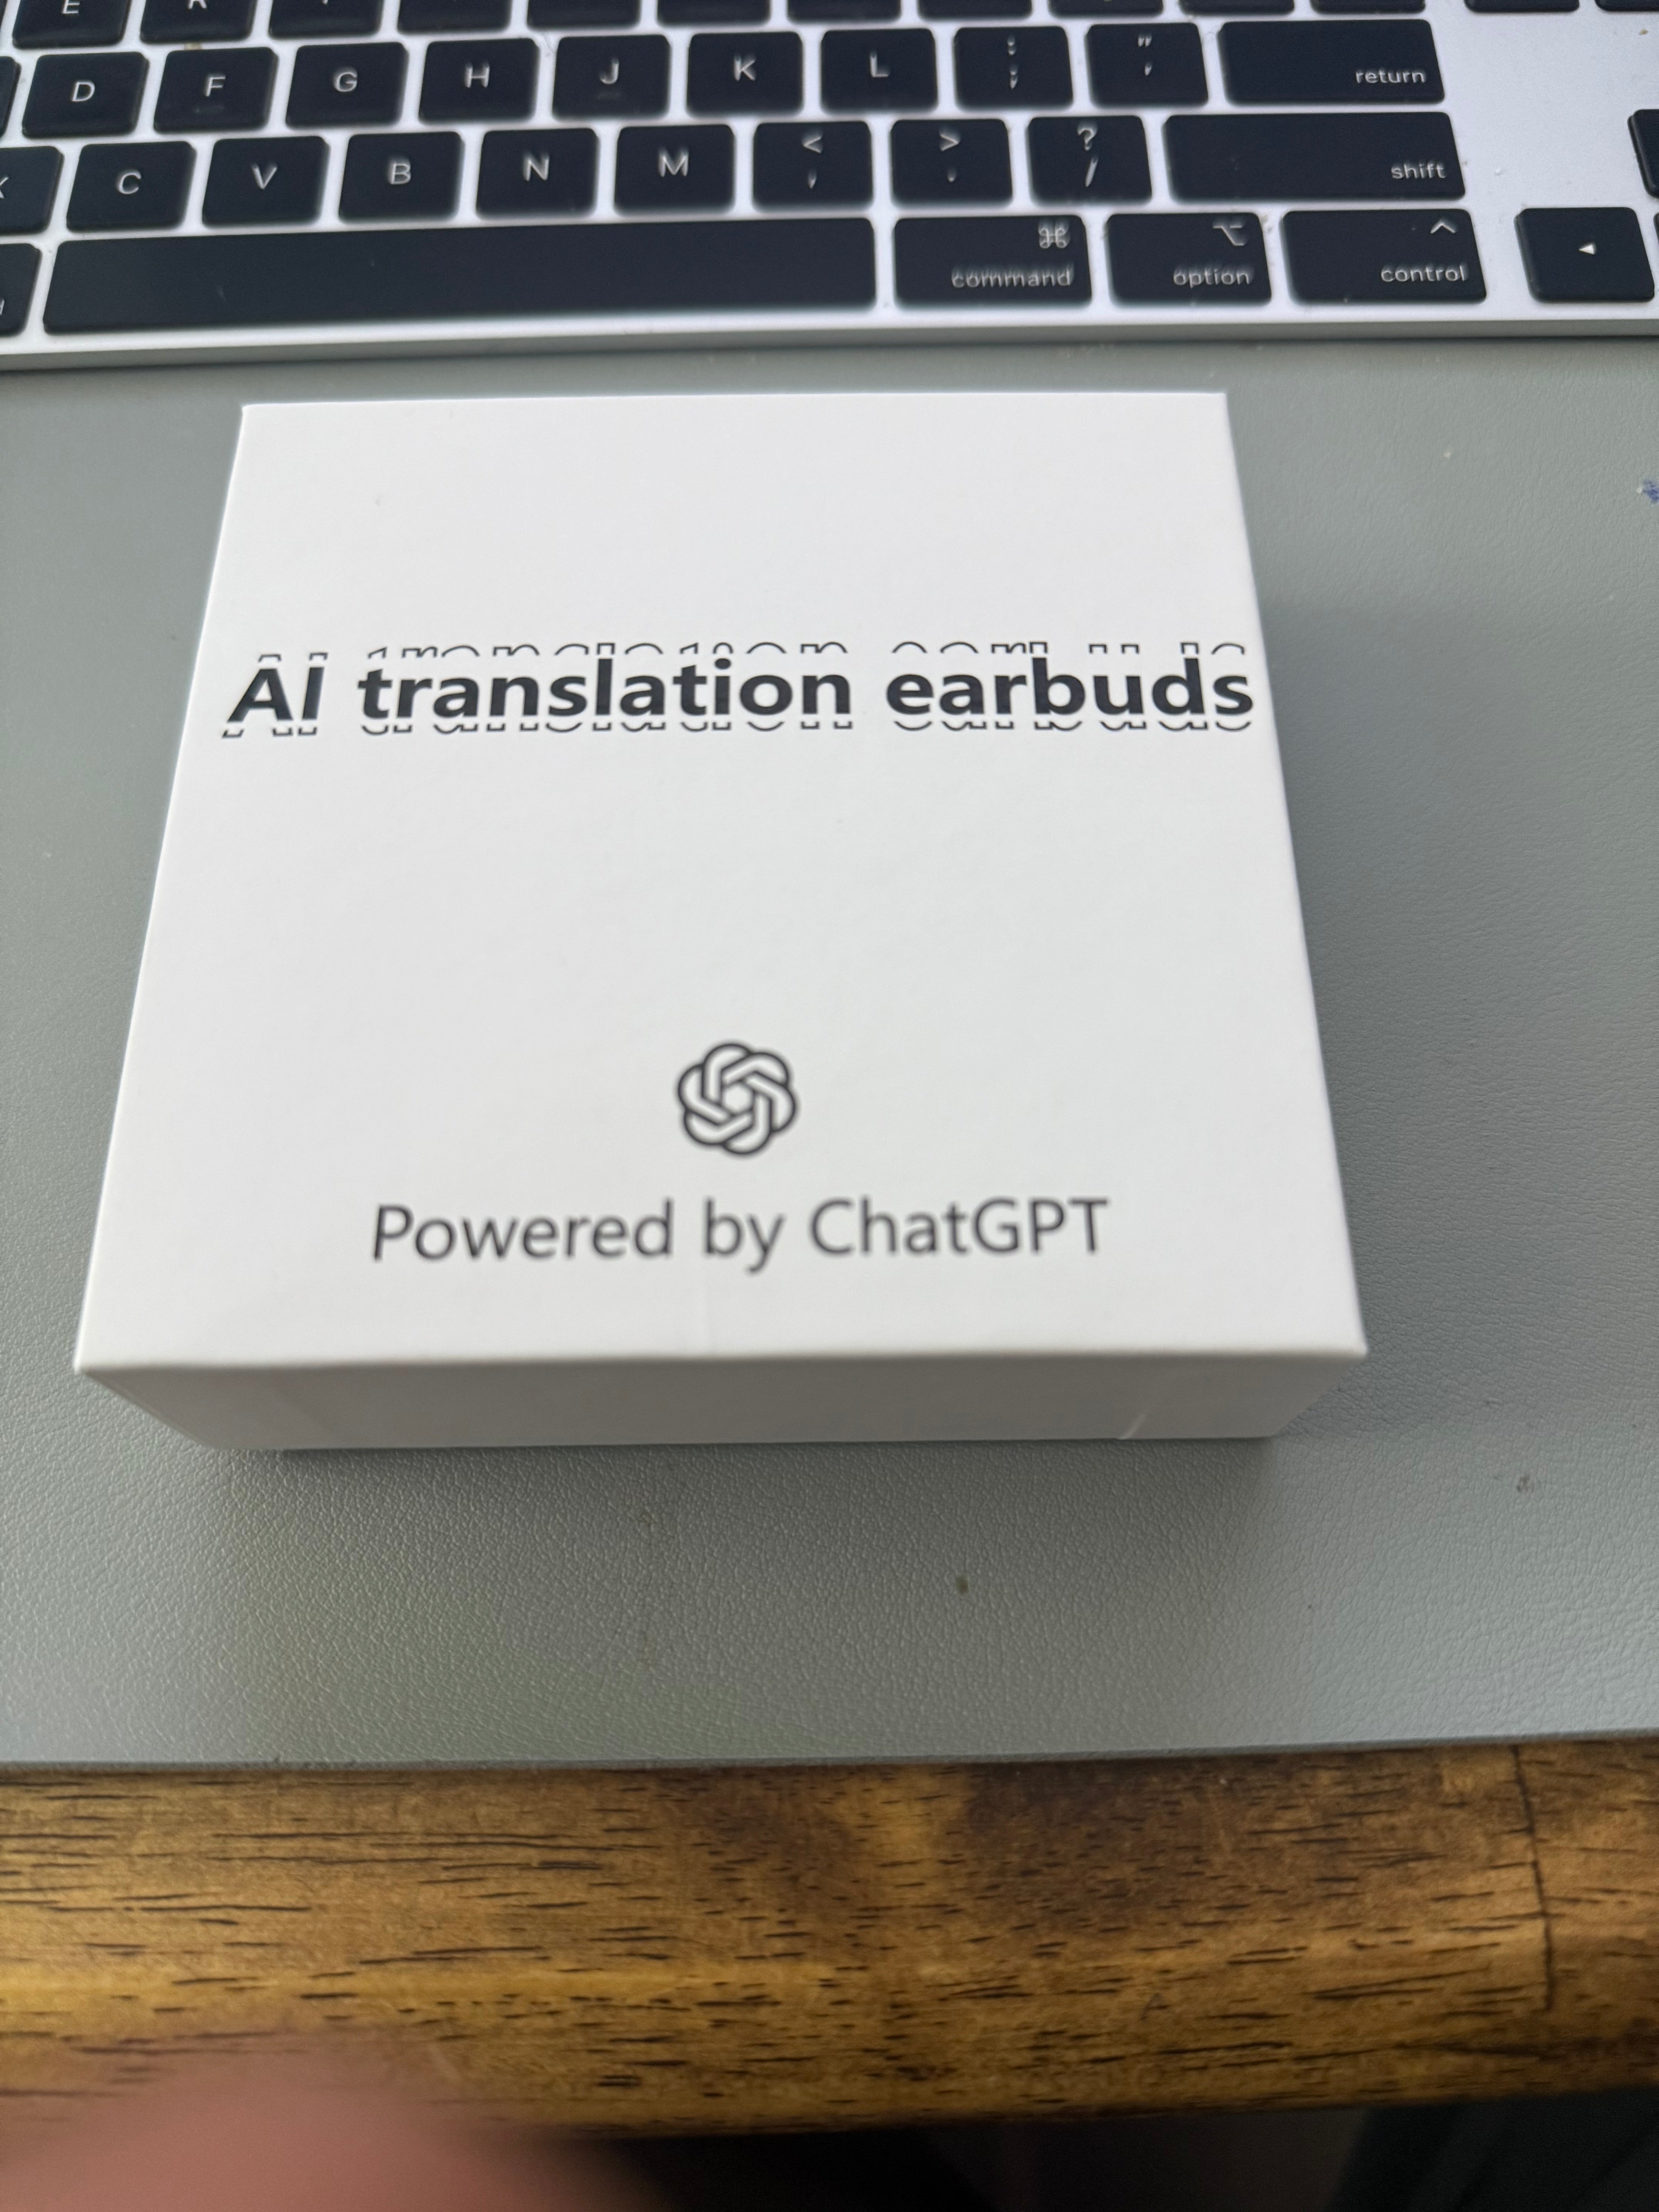 E R
D F G H J K L : ; " ' return
C V B N M < , > . ? / shift
⌘ command ⌥ option ^ control ◄
AI translation earbuds
Powered by ChatGPT